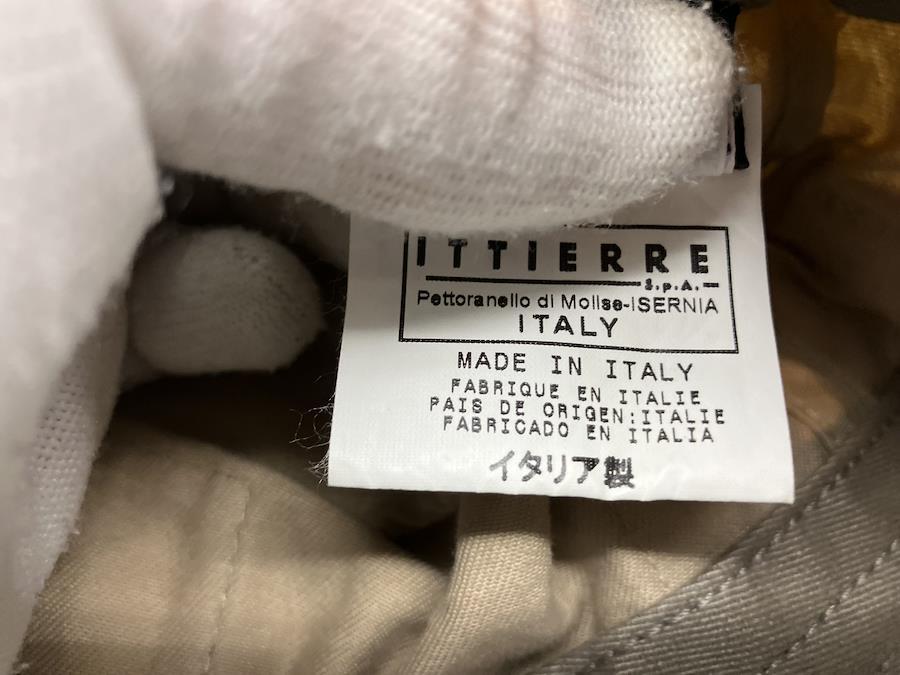 ITTIERRE
S.p.A.
Pettoranello di Molise-ISERNIA
ITALY
MADE IN ITALY
FABRIQUE EN ITALIE
PAIS DE ORIGEN:ITALIE
FABRICADO EN ITALIA
イタリア製